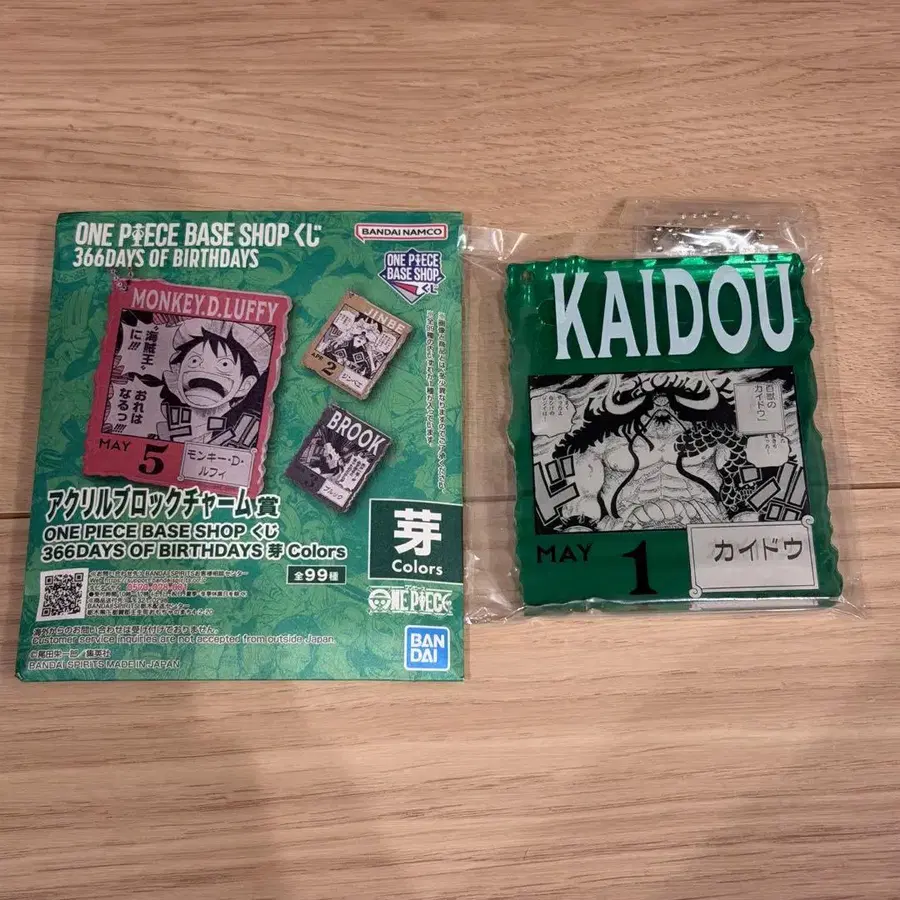 ONE PIECE BASE SHOP くじ
366DAYS OF BIRTHDAYS
BANDAI NAMCO
ONE PIECE
BASE SHOP
くじ
MONKEY.D.LUFFY
"海賊王"
に!!!
おれは
なるっ!!!!
MAY 5
モンキー・D・
ルフィ
JINBE
APR 2
ジンベエ
BROOK
3
ブルック
アクリルブロックチャーム賞
ONE PIECE BASE SHOP くじ
366DAYS OF BIRTHDAYS 芽 Colors
全99種
芽
Colors
ONE PIECE
BANDAI
海外からのお問い合わせは受け付けておりません。
Customer service inquiries are not accepted from outside Japan.
©尾田栄一郎/集英社
BANDAI SPIRITS MADE IN JAPAN
KAIDOU
百獣の
カイドウ
MAY 1
カイドウ